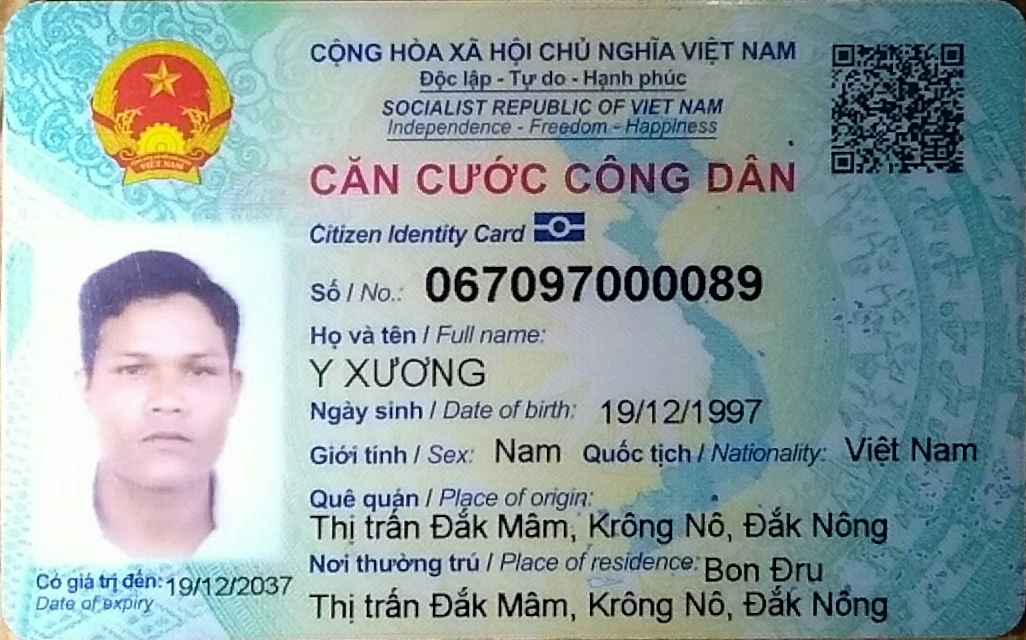 CỘNG HÒA XÃ HỘI CHỦ NGHĨA VIỆT NAM
Độc lập - Tự do - Hạnh phúc
SOCIALIST REPUBLIC OF VIET NAM
Independence - Freedom - Happiness
CĂN CƯỚC CÔNG DÂN
Citizen Identity Card
Số / No.: 067097000089
Họ và tên / Full name:
Y XƯƠNG
Ngày sinh / Date of birth: 19/12/1997
Giới tính / Sex: Nam Quốc tịch / Nationality: Việt Nam
Quê quán / Place of origin:
Thị trấn Đắk Mâm, Krông Nô, Đắk Nông
Nơi thường trú / Place of residence: Bon Đru
Thị trấn Đắk Mâm, Krông Nô, Đắk Nông
Có giá trị đến: 19/12/2037
Date of expiry
VIỆT NAM